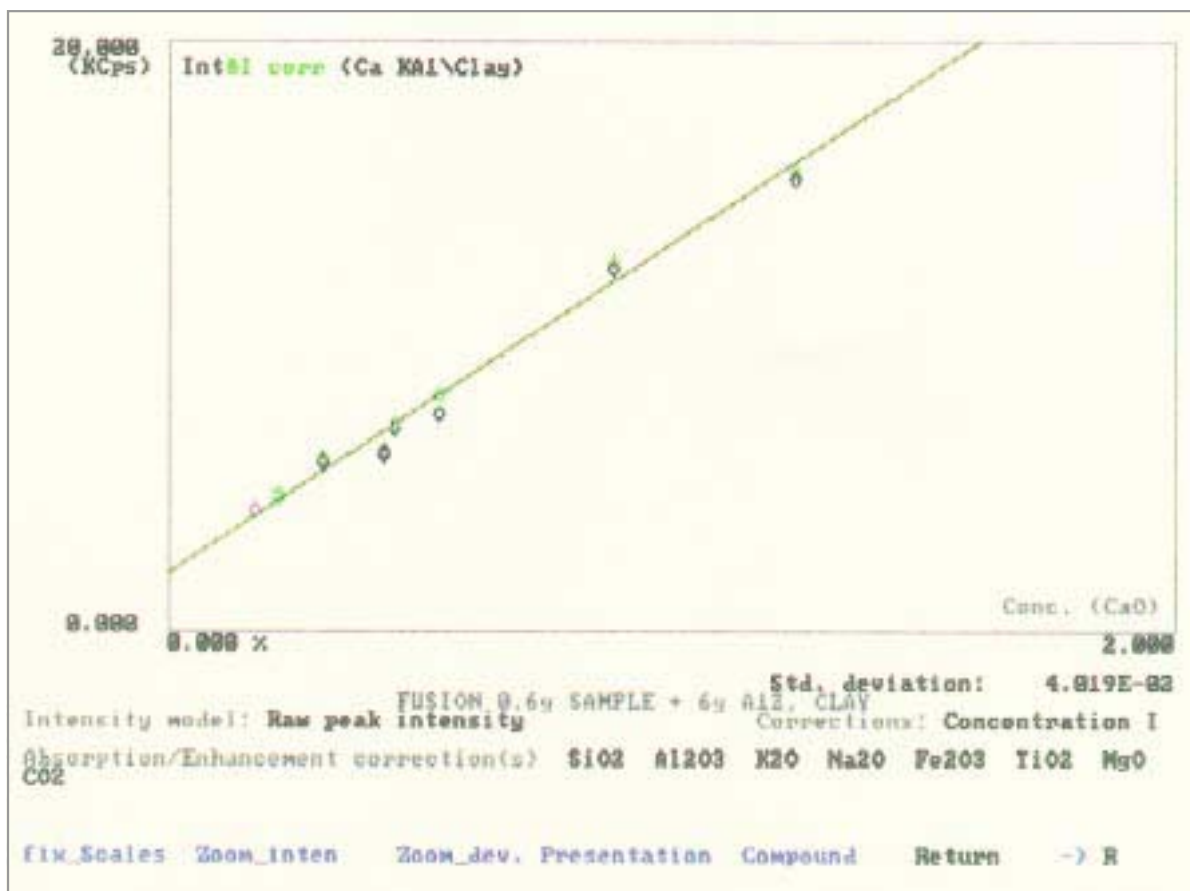 20.000
(KCps) Int&I corr (Ca KA1\Clay)
Conc. (CaO)
0.000
0.000 % 2.000
Std. deviation: 4.019E-02
FUSION 0.6g SAMPLE + 6g A12, CLAY
Intensity model: Raw peak intensity Corrections: Concentration I
Absorption/Enhancement correction(s) SiO2 Al2O3 K2O Na2O Fe2O3 TiO2 MgO
CO2
fix_Scales Zoom_inten Zoom_dev. Presentation Compound Return -> R